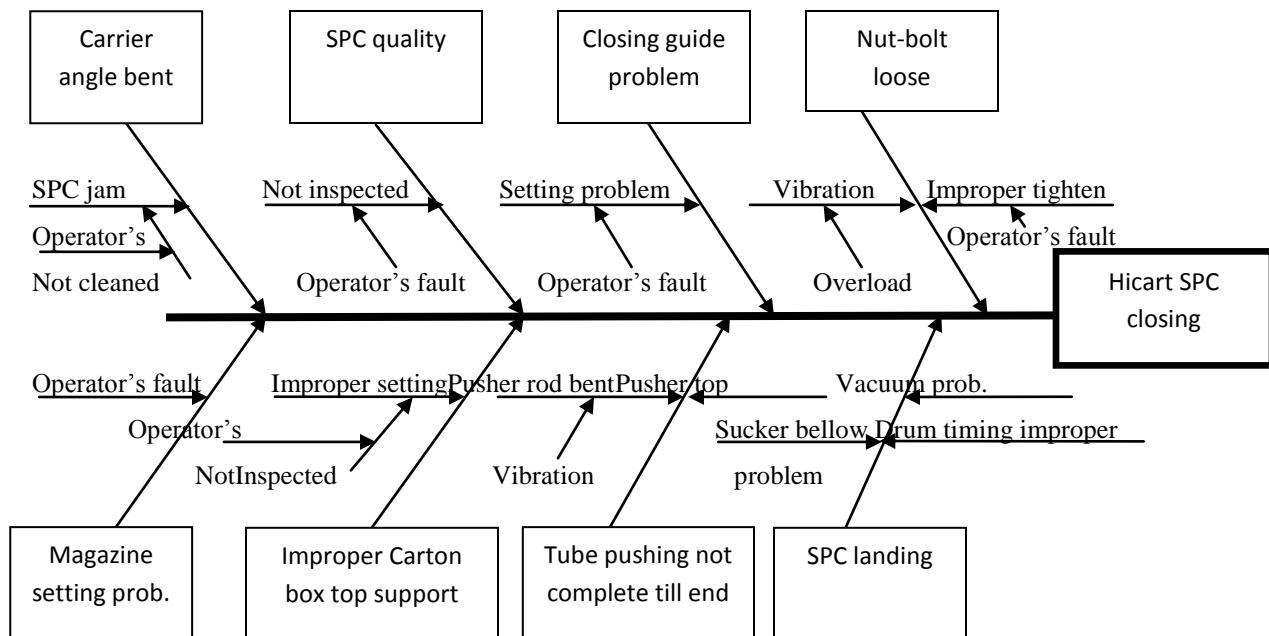 Carrier
angle bent
SPC quality
Closing guide
problem
Nut-bolt
loose
SPC jam
Not inspected
Setting problem
Vibration
Improper tighten
Operator’s
Operator’s fault
Not cleaned
Operator’s fault
Operator’s fault
Overload
Hicart SPC
closing
Operator’s fault
Improper setting
Pusher rod bent
Pusher top
Vacuum prob.
Operator’s
Sucker bellow
Drum timing improper
NotInspected
Vibration
problem
Magazine
setting prob.
Improper Carton
box top support
Tube pushing not
complete till end
SPC landing